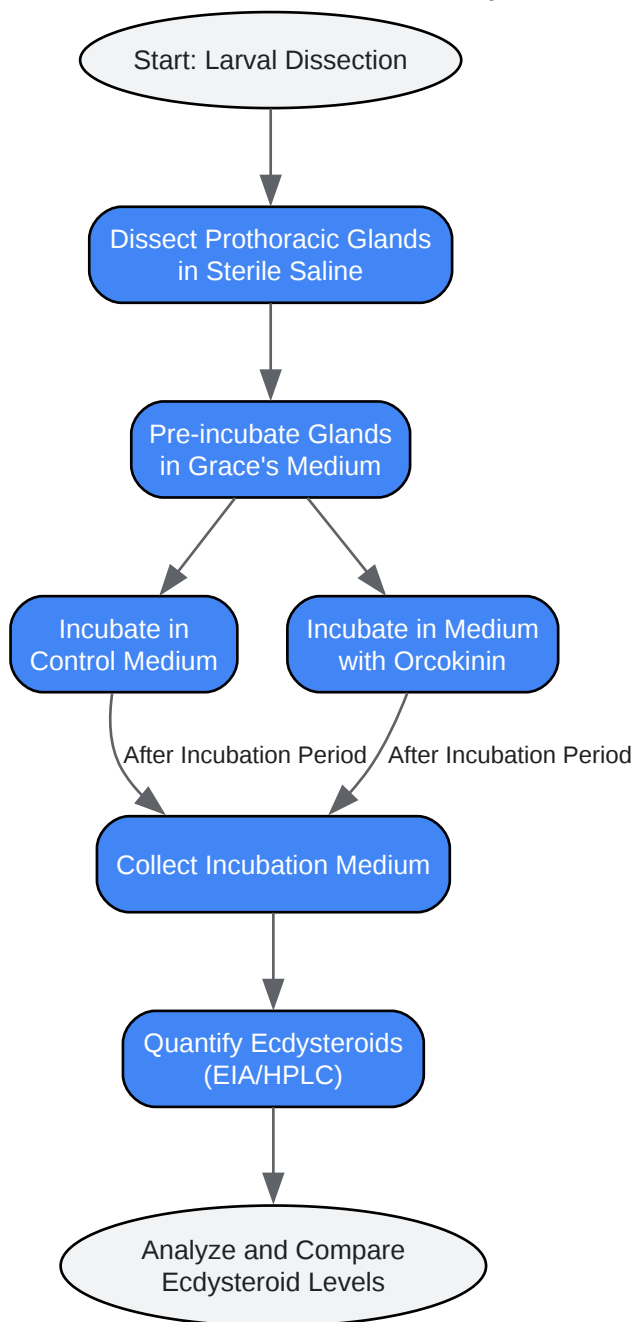 Start: Larval Dissection
Dissect Prothoracic Glands
in Sterile Saline
Pre-incubate Glands
in Grace's Medium
Incubate in
Control Medium
Incubate in Medium
with Orcokinin
After Incubation Period
After Incubation Period
Collect Incubation Medium
Quantify Ecdysteroids
(EIA/HPLC)
Analyze and Compare
Ecdysteroid Levels